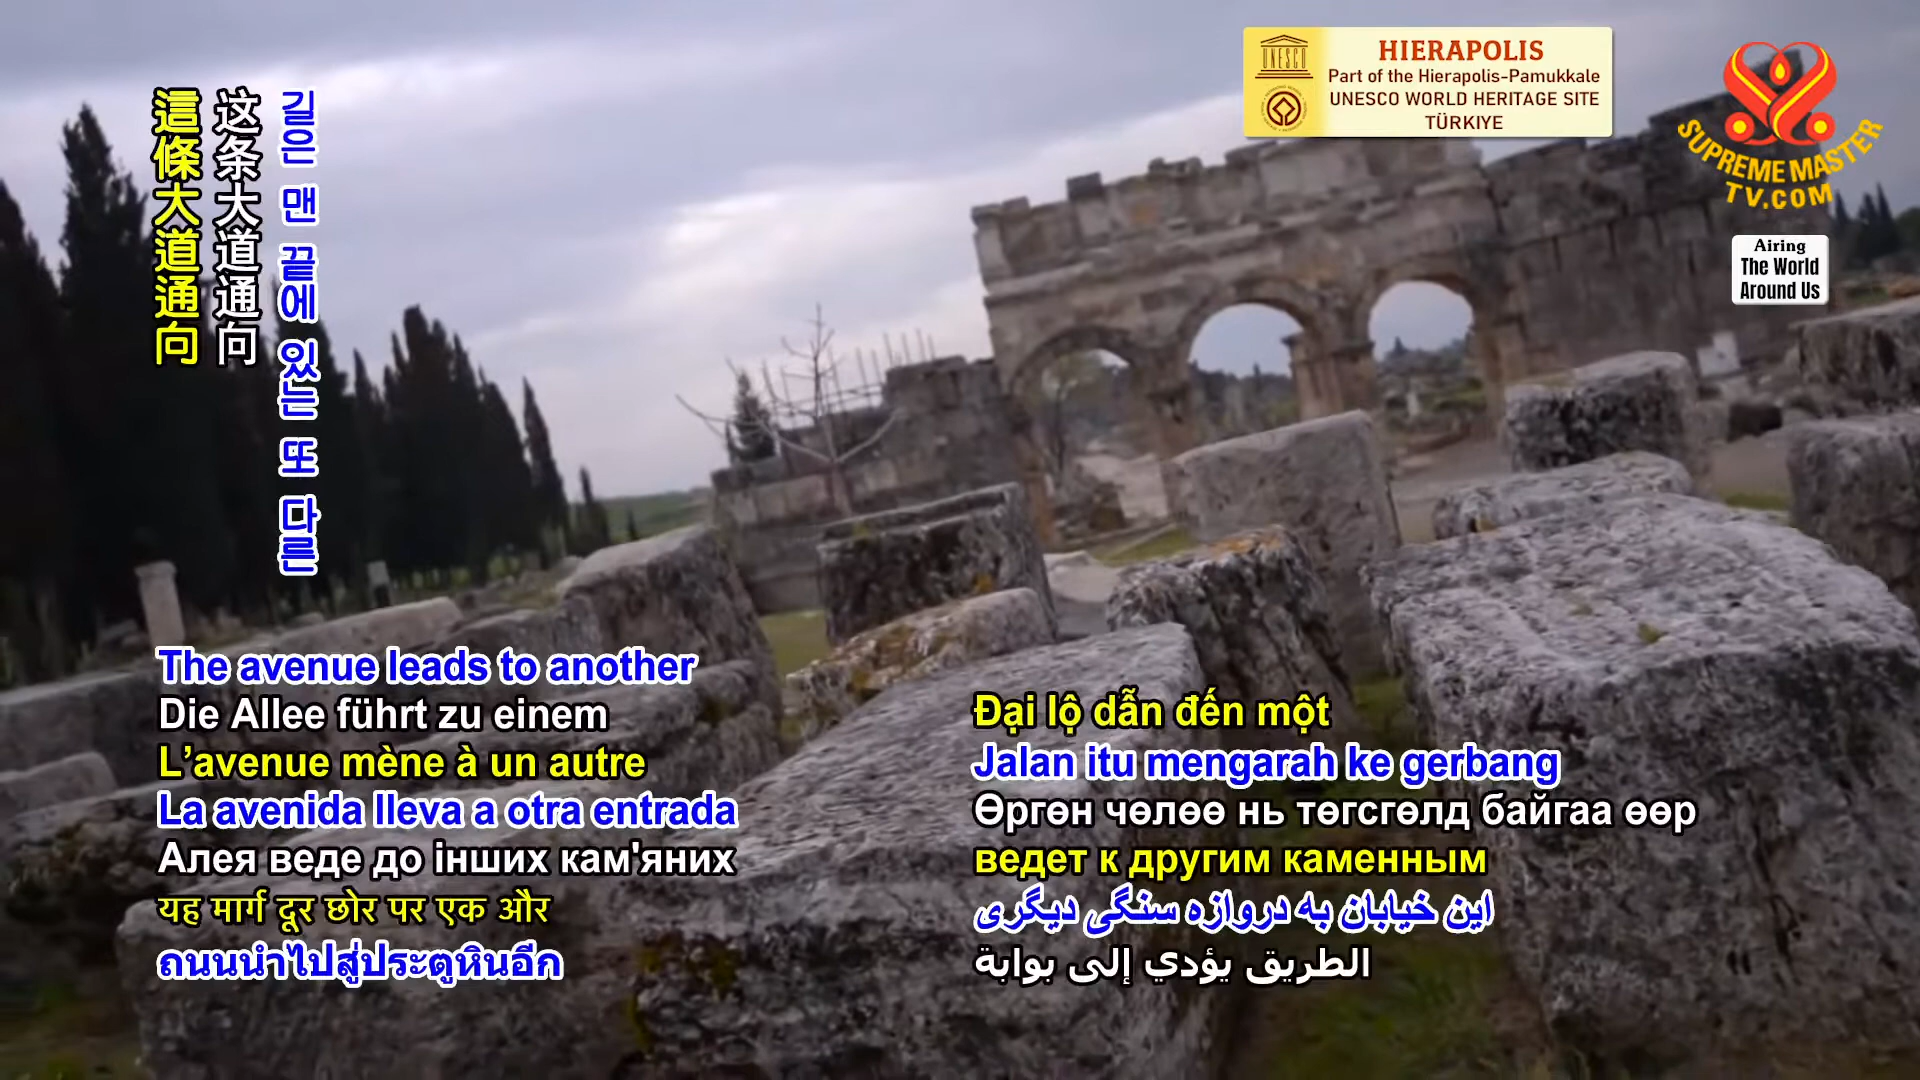 UNESCO
HIERAPOLIS
Part of the Hierapolis-Pamukkale
UNESCO WORLD HERITAGE SITE
TÜRKIYE
SUPREME MASTER
TV.COM
Airing
The World
Around Us
這條大道通向
这条大道通向
길은 맨 끝에 있는 또 다른
The avenue leads to another
Die Allee führt zu einem
L’avenue mène à un autre
La avenida lleva a otra entrada
Алея веде до інших кам'яних
यह मार्ग दूर छोर पर एक और
ถนนนำไปสู่ประตูหินอีก
Đại lộ dẫn đến một
Jalan itu mengarah ke gerbang
Өргөн чөлөө нь төгсгөлд байгаа өөр
ведет к другим каменным
این خیابان به دروازه سنگی دیگری
الطريق يؤدي إلى بوابة